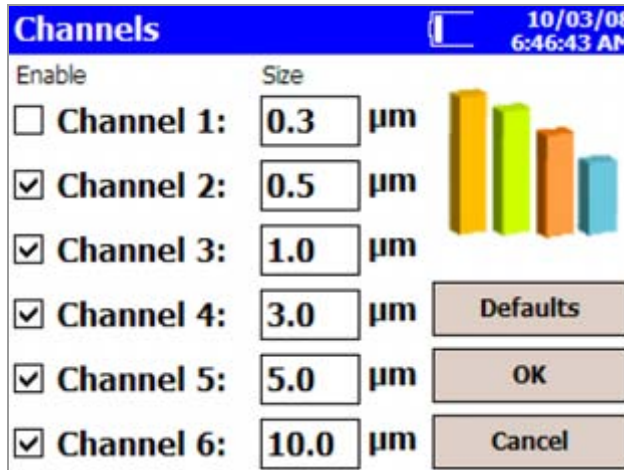 Channels
10/03/08
6:46:43 AM
Enable Size
Channel 1: 0.3 µm
Channel 2: 0.5 µm
Channel 3: 1.0 µm
Channel 4: 3.0 µm
Defaults
Channel 5: 5.0 µm
OK
Channel 6: 10.0 µm
Cancel